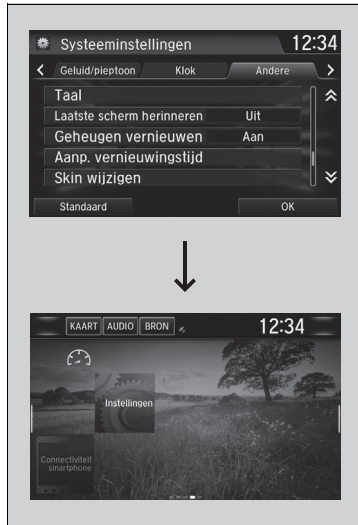 Systeeminstellingen 12:34
Geluid/pieptoon Klok Andere
Taal
Laatste scherm herinneren Uit
Geheugen vernieuwen Aan
Aanp. vernieuwingstijd
Skin wijzigen
Standaard OK
KAART AUDIO BRON 12:34
Instellingen
Connectiviteit
smartphone